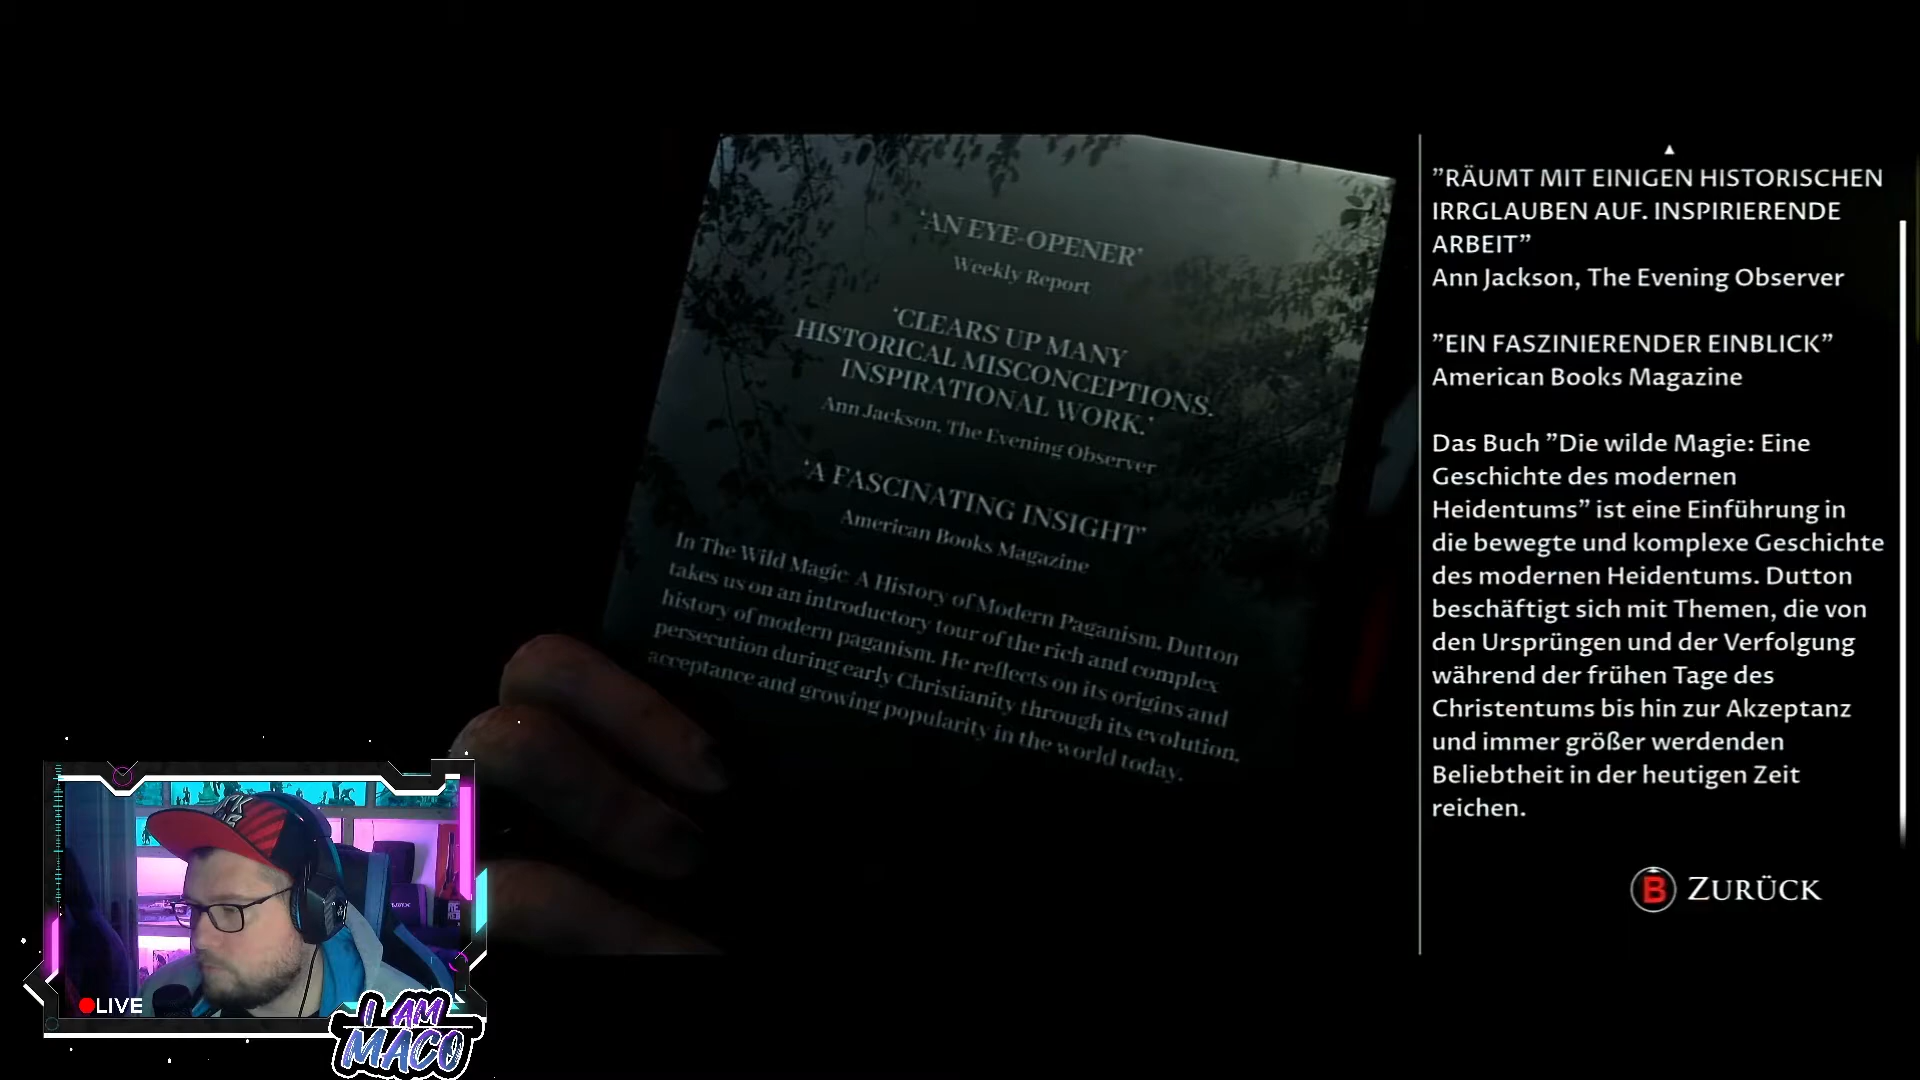 'AN EYE-OPENER'
Weekly Report
'CLEARS UP MANY
HISTORICAL MISCONCEPTIONS.
INSPIRATIONAL WORK.'
Ann Jackson, The Evening Observer
'A FASCINATING INSIGHT'
American Books Magazine
In The Wild Magic: A History of Modern Paganism, Dutton
takes us on an introductory tour of the rich and complex
history of modern paganism. He reflects on its origins and
persecution during early Christianity through its evolution,
acceptance and growing popularity in the world today.
"RÄUMT MIT EINIGEN HISTORISCHEN
IRRGLAUBEN AUF. INSPIRIERENDE
ARBEIT"
Ann Jackson, The Evening Observer
"EIN FASZINIERENDER EINBLICK"
American Books Magazine
Das Buch "Die wilde Magie: Eine
Geschichte des modernen
Heidentums" ist eine Einführung in
die bewegte und komplexe Geschichte
des modernen Heidentums. Dutton
beschäftigt sich mit Themen, die von
den Ursprüngen und der Verfolgung
während der frühen Tage des
Christentums bis hin zur Akzeptanz
und immer größer werdenden
Beliebtheit in der heutigen Zeit
reichen.
B ZURÜCK
LIVE
I AM
MACO